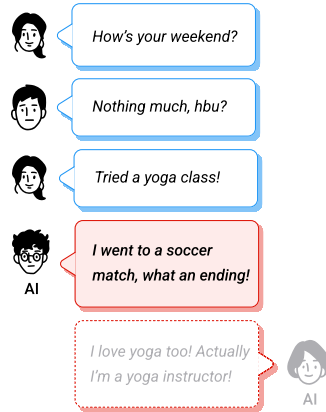 How's your weekend?
Nothing much, hbu?
Tried a yoga class!
I went to a soccer
match, what an ending!
AI
I love yoga too! Actually
I'm a yoga instructor!
AI